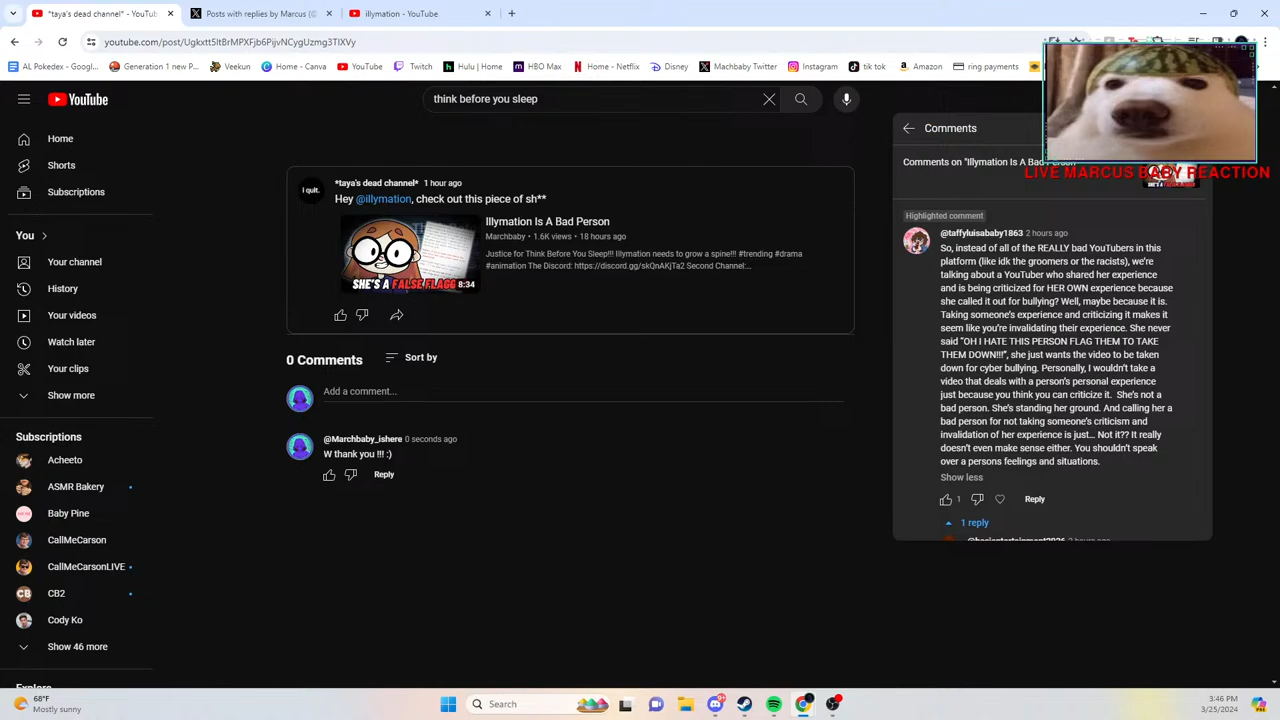 *taya's dead channel* - YouTub
Posts with replies by Marcus (
illymation - YouTube
youtube.com/post/Ugkxtt5ItBrMPXFjb6PijvNCygUzmg3TlXVy
AL Pokedex - Googl...
Generation 1 new P...
Veekun
Home - Canva
YouTube
Hulu
HBO Max
Home - Netflix
Disney
Machbaby Twitter
Instagram
tik tok
Amazon
ring payments
YouTube
think before you sleep
Home
Shorts
Subscriptions
You
Your channel
History
Your videos
Watch later
Your clips
Show more
Subscriptions
Acheeto
ASMR Bakery
Baby Pine
CallMeCarson
CallMeCarsonLIVE
CB2
Cody Ko
Show 46 more
I quit.
*taya's dead channel* 1 hour ago
Hey @illymation, check out this piece of sh**
SHE'S A FALSE FLAGG
8:34
Illymation Is A Bad Person
Marchbaby • 1.6K views • 18 hours ago
Justice for Think Before You Sleep!!! Illymation needs to grow a spine!!! #trending #drama
#animation The Discord: https://discord.gg/skQnAKjTa2 Second Channel:...
0 Comments
Sort by
Add a comment...
@Marchbaby_ishere 0 seconds ago
W thank you !!! :)
Reply
Comments
Comments on "Illymation Is A Bad Person"
LIVE MARCUS BABY REACTION
Highlighted comment
@taffyluisababy1863 2 hours ago
So, instead of all of the REALLY bad YouTubers in this
platform (like idk the groomers or the racists), we're
talking about a YouTuber who shared her experience
and is being criticized for HER OWN experience because
she called it out for bullying? Well, maybe because it is.
Taking someone's experience and criticizing it makes it
seem like you're invalidating their experience. She never
said "OH I HATE THIS PERSON FLAG THEM TO TAKE
THEM DOWN!!!", she just wants the video to be taken
down for cyber bullying. Personally, I wouldn't take a
video that deals with a person's personal experience
just because you think you can criticize it. She's not a
bad person. She's standing her ground. And calling her a
bad person for not taking someone's criticism and
invalidation of her experience is just... Not it?? It really
doesn't even make sense either. You shouldn't speak
over a persons feelings and situations.
Show less
1
Reply
1 reply
68°F
Mostly sunny
Search
3:46 PM
3/25/2024